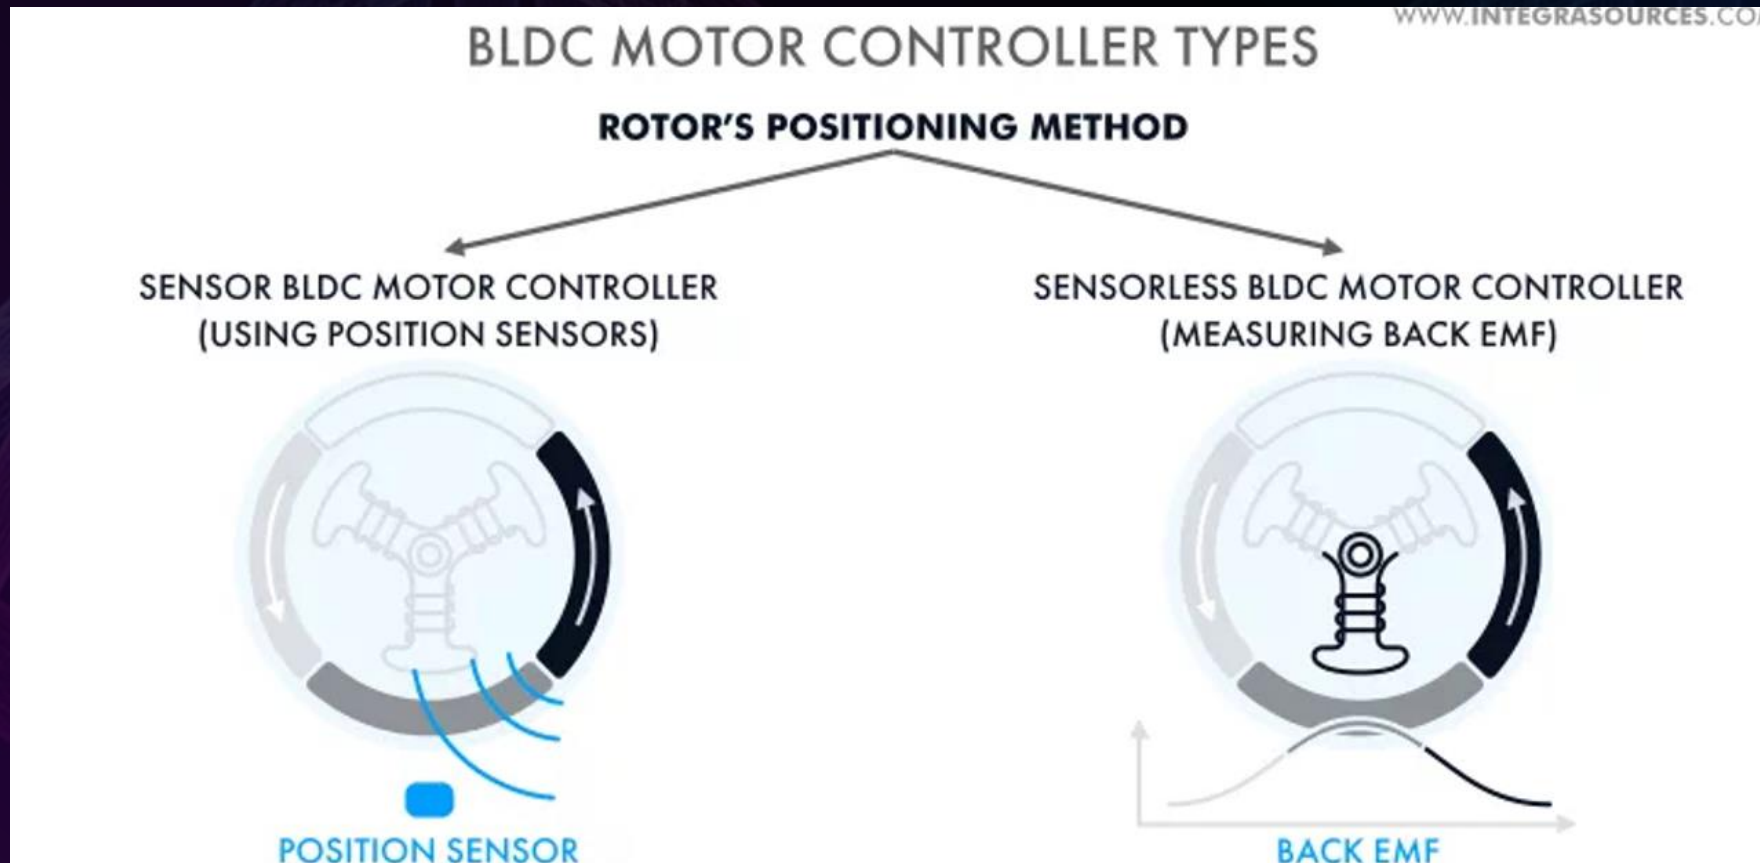 WWW.INTEGRASOURCES.CO
BLDC MOTOR CONTROLLER TYPES
ROTOR'S POSITIONING METHOD
SENSOR BLDC MOTOR CONTROLLER
(USING POSITION SENSORS)
SENSORLESS BLDC MOTOR CONTROLLER
(MEASURING BACK EMF)
POSITION SENSOR
BACK EMF